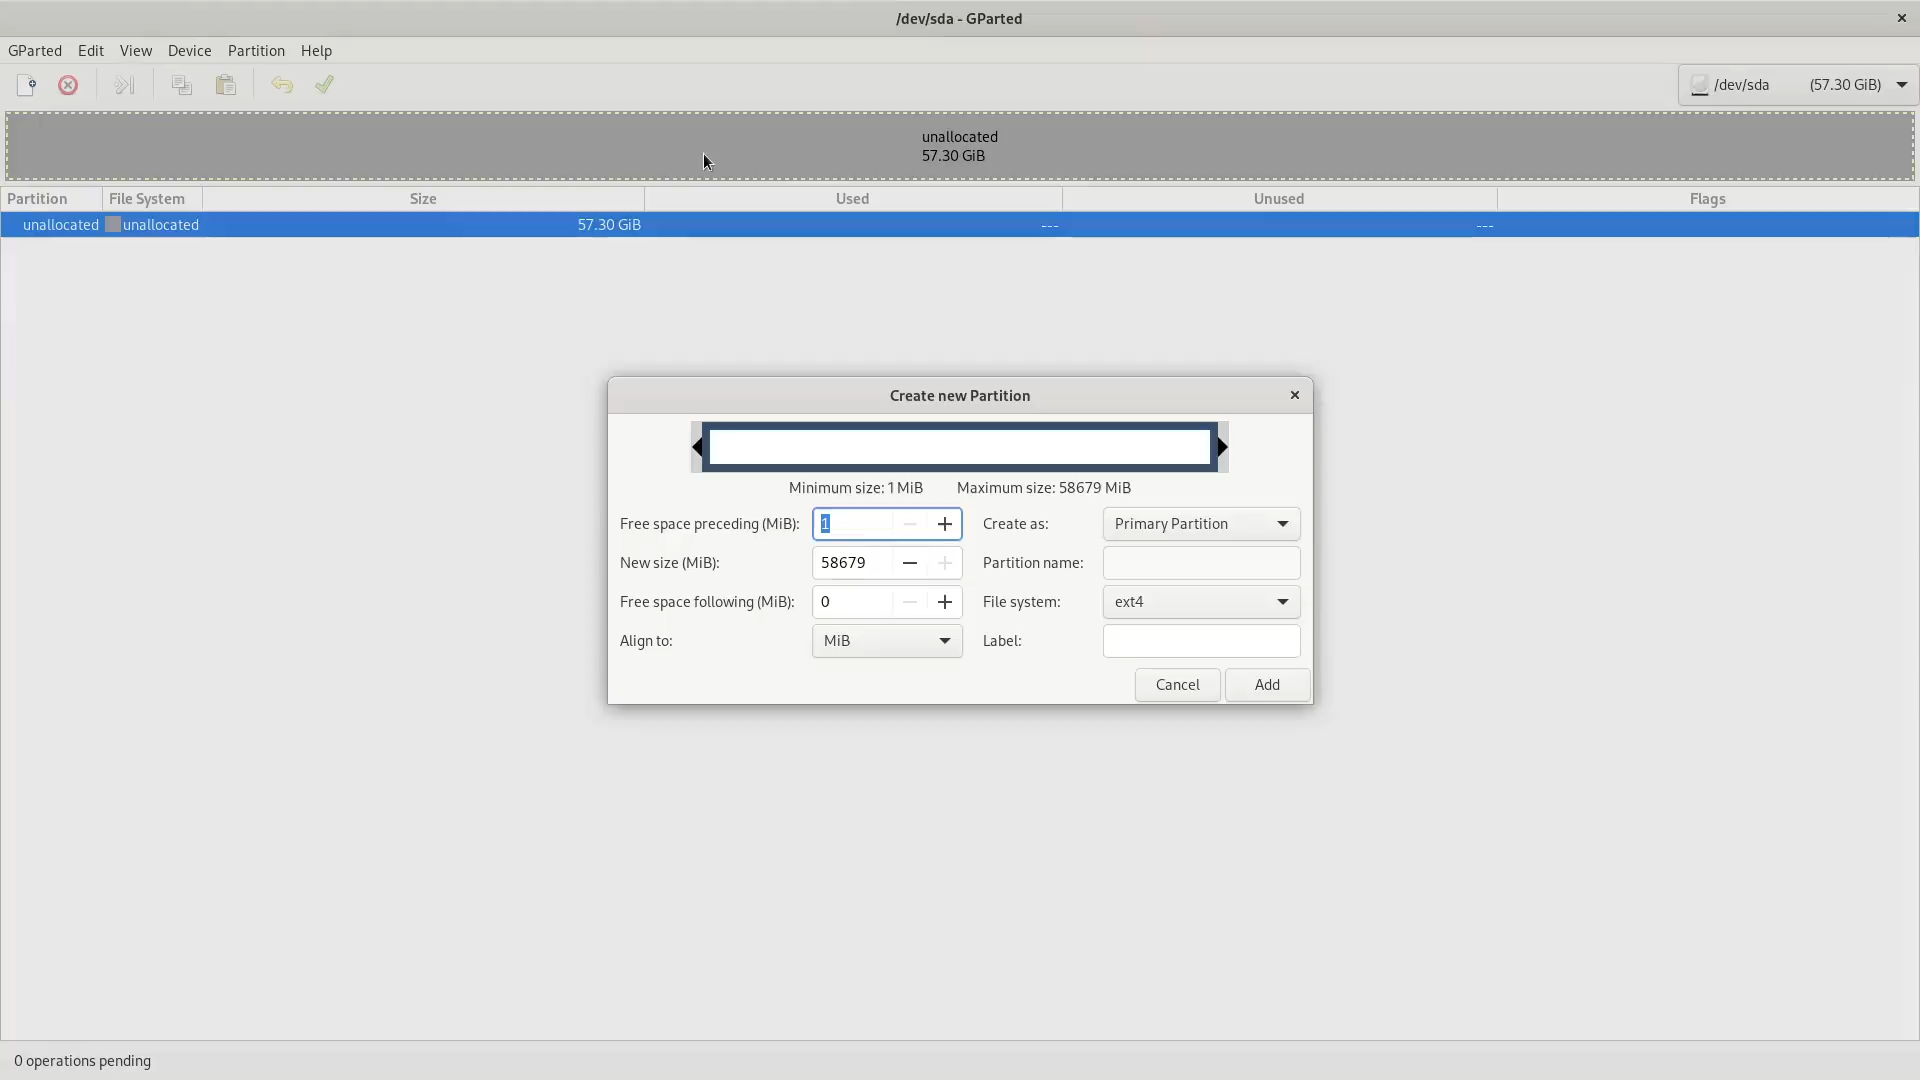 /dev/sda - GParted
GParted Edit View Device Partition Help
/dev/sda (57.30 GiB)
unallocated
57.30 GiB
Partition File System Size Used Unused Flags
unallocated unallocated 57.30 GiB --- ---
Create new Partition
Minimum size: 1 MiB Maximum size: 58679 MiB
Free space preceding (MiB): 1 Create as: Primary Partition
New size (MiB): 58679 Partition name:
Free space following (MiB): 0 File system: ext4
Align to: MiB Label:
Cancel Add
0 operations pending